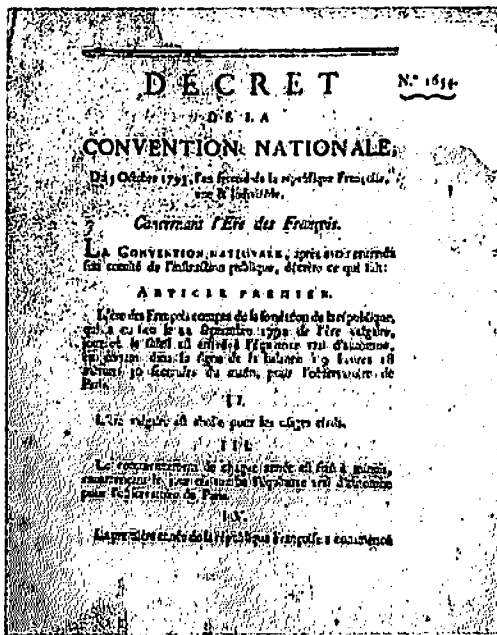 DÉCRET
N.º 1654.
DE LA
CONVENTION NATIONALE,
Du 5 Octobre 1793, l'an second de la république Françoise,
une & indivisible.
Concernant l'Ere des François.
LA CONVENTION NATIONALE, après avoir entendu
son comité de l'instruction publique, décrète ce qui suit:
ARTICLE PREMIER.
L'ère des François compte de la fondation de la république,
qui a eu lieu le 22 septembre 1792 de l'ère vulgaire,
jour où le soleil est arrivé à l'équinoxe vrai d'automne,
en entrant dans le signe de la balance à 9 heures 18
minutes 30 secondes du matin, pour l'observatoire de
Paris.
II.
L'ère vulgaire est abolie pour les usages civils.
III.
Le commencement de chaque année est fixé à minuit,
commençant le jour où tombe l'équinoxe vrai d'automne
pour l'observatoire de Paris.
IV.
La première année de la république Françoise a commencé